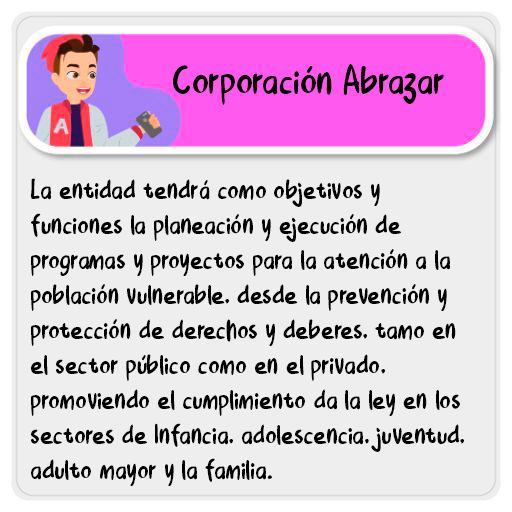 Corporación Abrazar
A
La entidad tendrá como objetivos y
funciones la planeación y ejecución de
programas y proyectos para la atención a la
población vulnerable. desde la prevención y
protección de derechos y deberes. tamo en
el sector público como en el privado.
promoviendo el cumplimiento da la ley en los
sectores de Infancia. adolescencia. juventud.
adulto mayor y la familia.